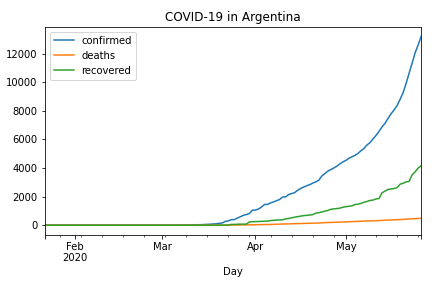 COVID-19 in Argentina
confirmed
deaths
recovered
12000
10000
8000
6000
4000
2000
0
Feb
2020
Mar
Apr
May
Day